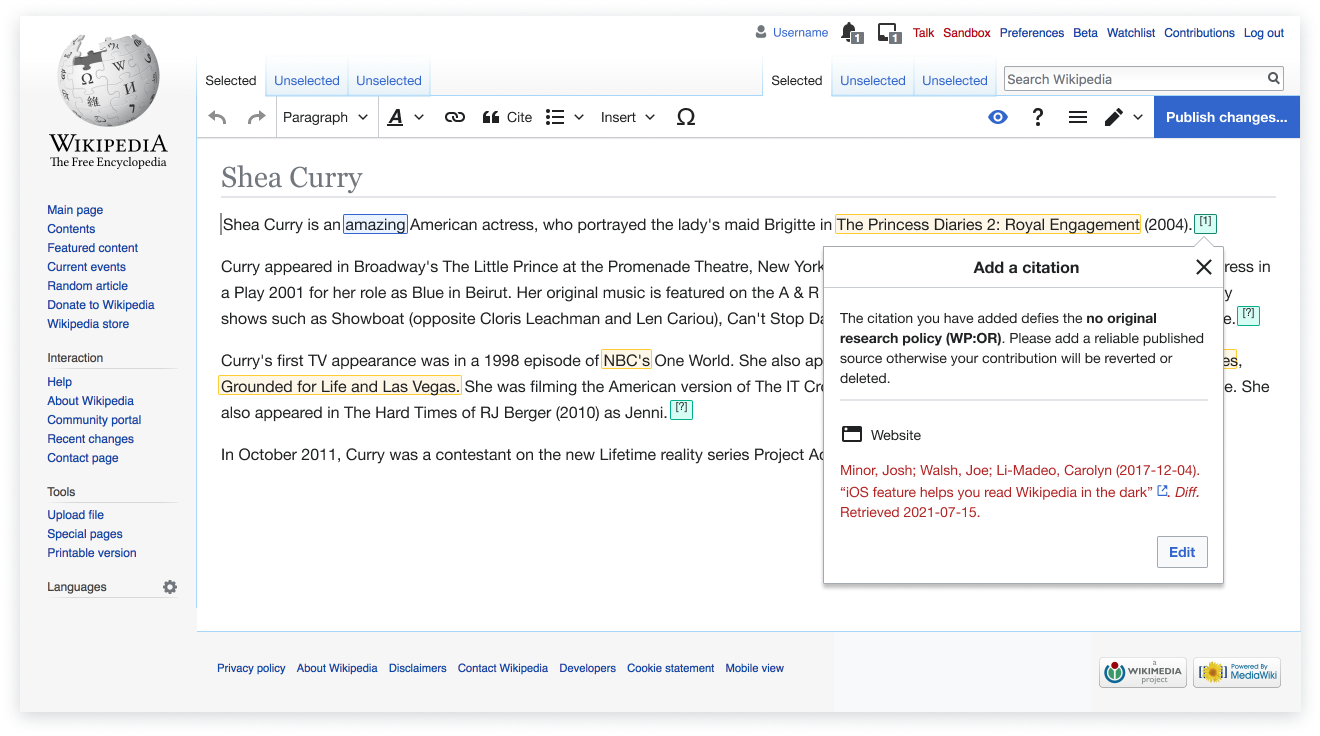 Username 1 1 Talk Sandbox Preferences Beta Watchlist Contributions Log out
Selected Unselected Unselected Selected Unselected Unselected Search Wikipedia
Paragraph A Cite Insert Ω ? Publish changes...
Ω W И 維
WIKIPEDIA
The Free Encyclopedia
Main page
Contents
Featured content
Current events
Random article
Donate to Wikipedia
Wikipedia store
Interaction
Help
About Wikipedia
Community portal
Recent changes
Contact page
Tools
Upload file
Special pages
Printable version
Languages
Shea Curry
Shea Curry is an amazing American actress, who portrayed the lady's maid Brigitte in The Princess Diaries 2: Royal Engagement (2004). [1]
Curry appeared in Broadway's The Little Prince at the Promenade Theatre, New York ress in
a Play 2001 for her role as Blue in Beirut. Her original music is featured on the A & R y
shows such as Showboat (opposite Cloris Leachman and Len Cariou), Can't Stop Da e. [?]
Curry's first TV appearance was in a 1998 episode of NBC's One World. She also ap es,
Grounded for Life and Las Vegas. She was filming the American version of The IT Cro e. She
also appeared in The Hard Times of RJ Berger (2010) as Jenni. [?]
In October 2011, Curry was a contestant on the new Lifetime reality series Project Ac
Add a citation
The citation you have added defies the no original
research policy (WP:OR). Please add a reliable published
source otherwise your contribution will be reverted or
deleted.
Website
Minor, Josh; Walsh, Joe; Li-Madeo, Carolyn (2017-12-04).
“iOS feature helps you read Wikipedia in the dark” . Diff.
Retrieved 2021-07-15.
Edit
Privacy policy About Wikipedia Disclaimers Contact Wikipedia Developers Cookie statement Mobile view
a
WIKIMEDIA
project
Powered By
MediaWiki